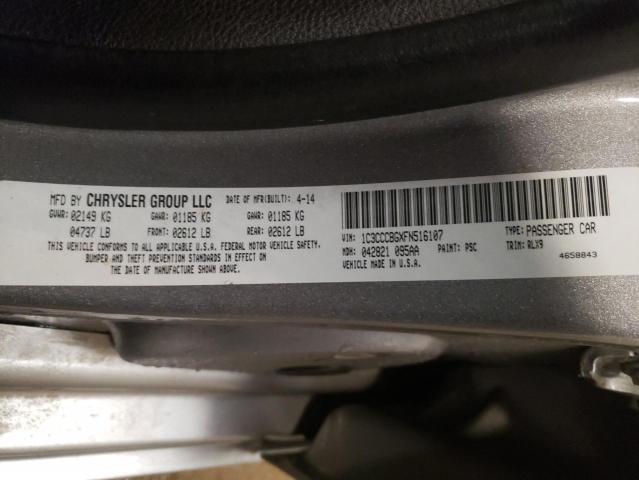 MFD BY CHRYSLER GROUP LLC DATE OF MFR(BUILT): 4-14
GVWR: 02149 KG GAWR: 01185 KG GAWR: 01185 KG
04737 LB FRONT: 02612 LB REAR: 02612 LB
THIS VEHICLE CONFORMS TO ALL APPLICABLE FEDERAL MOTOR VEHICLE SAFETY,
BUMPER AND THEFT PREVENTION STANDARDS IN EFFECT ON
THE DATE OF MANUFACTURE SHOWN ABOVE.
VIN: 1C3CCCBGXFN516107 TYPE: PASSENGER CAR
MDH: 042821 095AA PAINT: PSC TRIM: RLX9
VEHICLE MADE IN U.S.A. 4658843